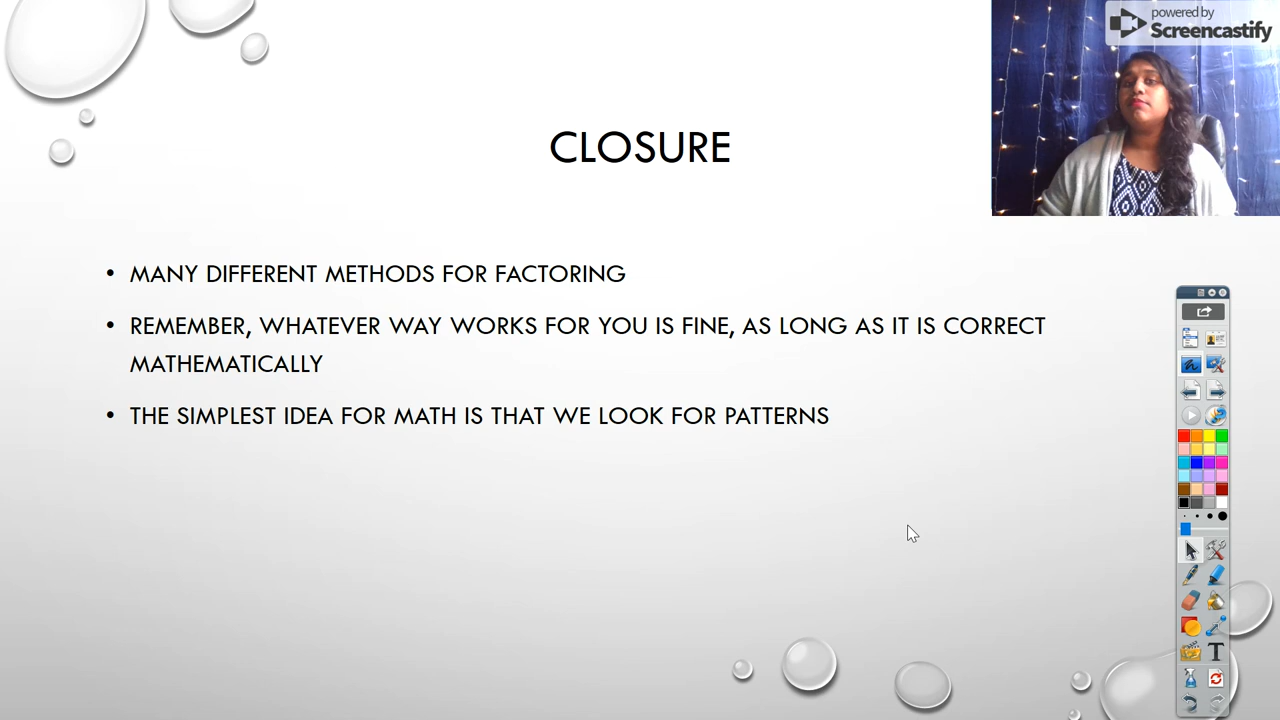 powered by
Screencastify
CLOSURE
• MANY DIFFERENT METHODS FOR FACTORING
• REMEMBER, WHATEVER WAY WORKS FOR YOU IS FINE, AS LONG AS IT IS CORRECT
MATHEMATICALLY
• THE SIMPLEST IDEA FOR MATH IS THAT WE LOOK FOR PATTERNS
T